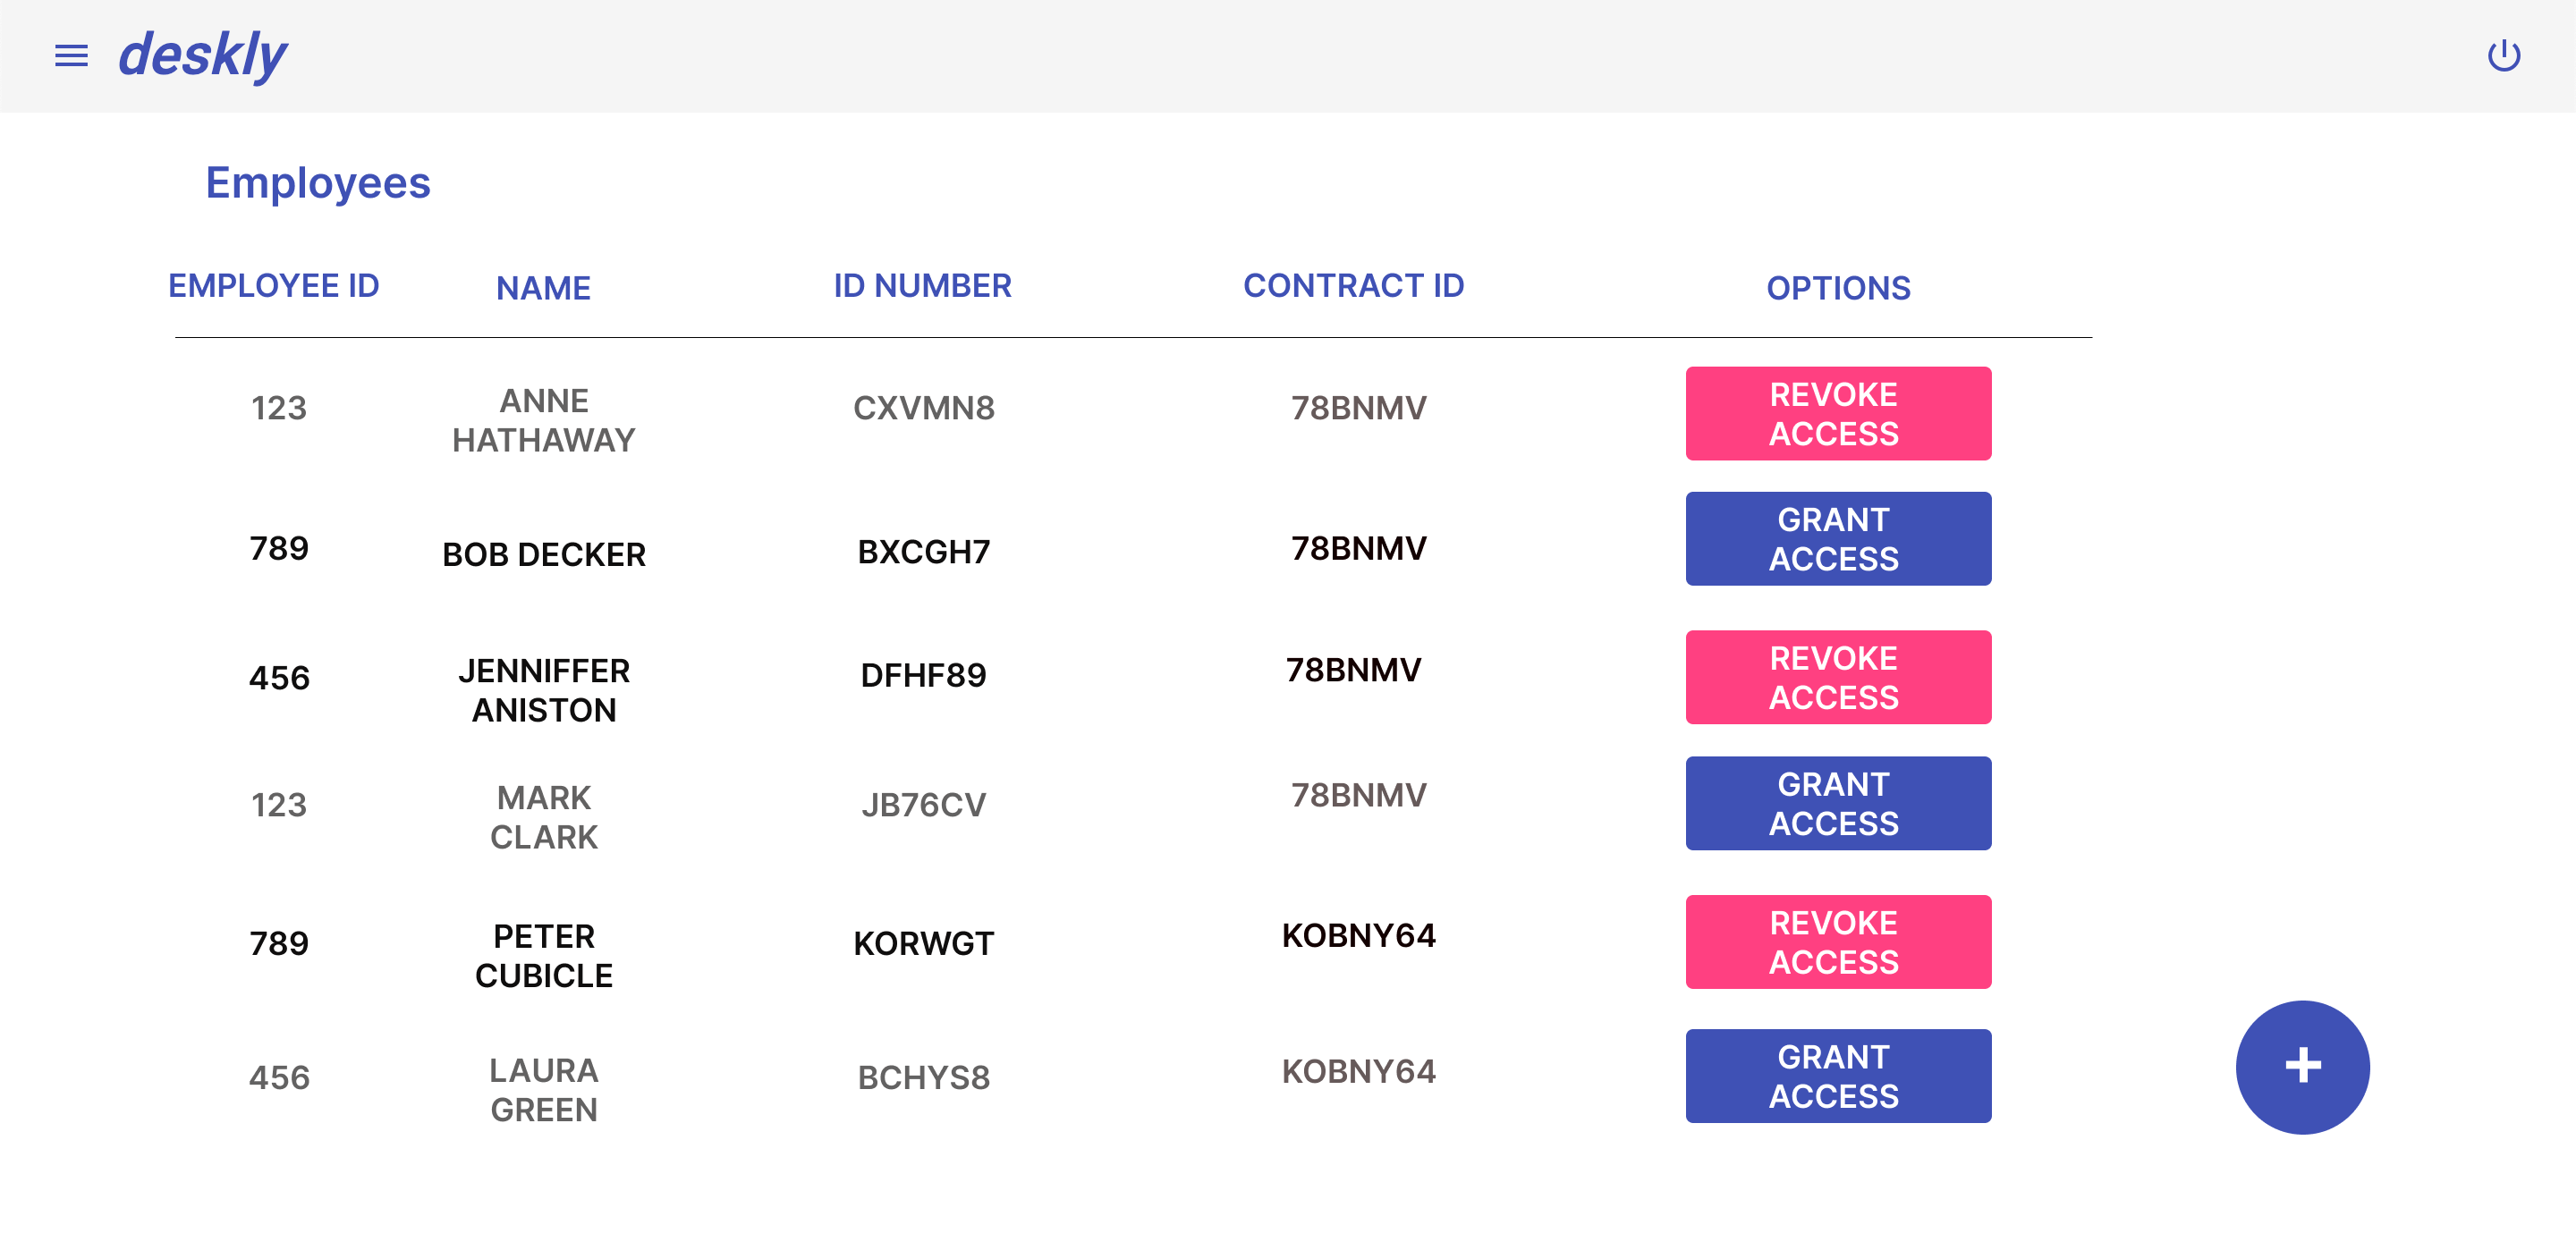 deskly
Employees
EMPLOYEE ID NAME ID NUMBER CONTRACT ID OPTIONS
123 ANNE HATHAWAY CXVMN8 78BNMV REVOKE ACCESS
789 BOB DECKER BXCGH7 78BNMV GRANT ACCESS
456 JENNIFFER ANISTON DFHF89 78BNMV REVOKE ACCESS
123 MARK CLARK JB76CV 78BNMV GRANT ACCESS
789 PETER CUBICLE KORWGT KOBNY64 REVOKE ACCESS
456 LAURA GREEN BCHYS8 KOBNY64 GRANT ACCESS
+